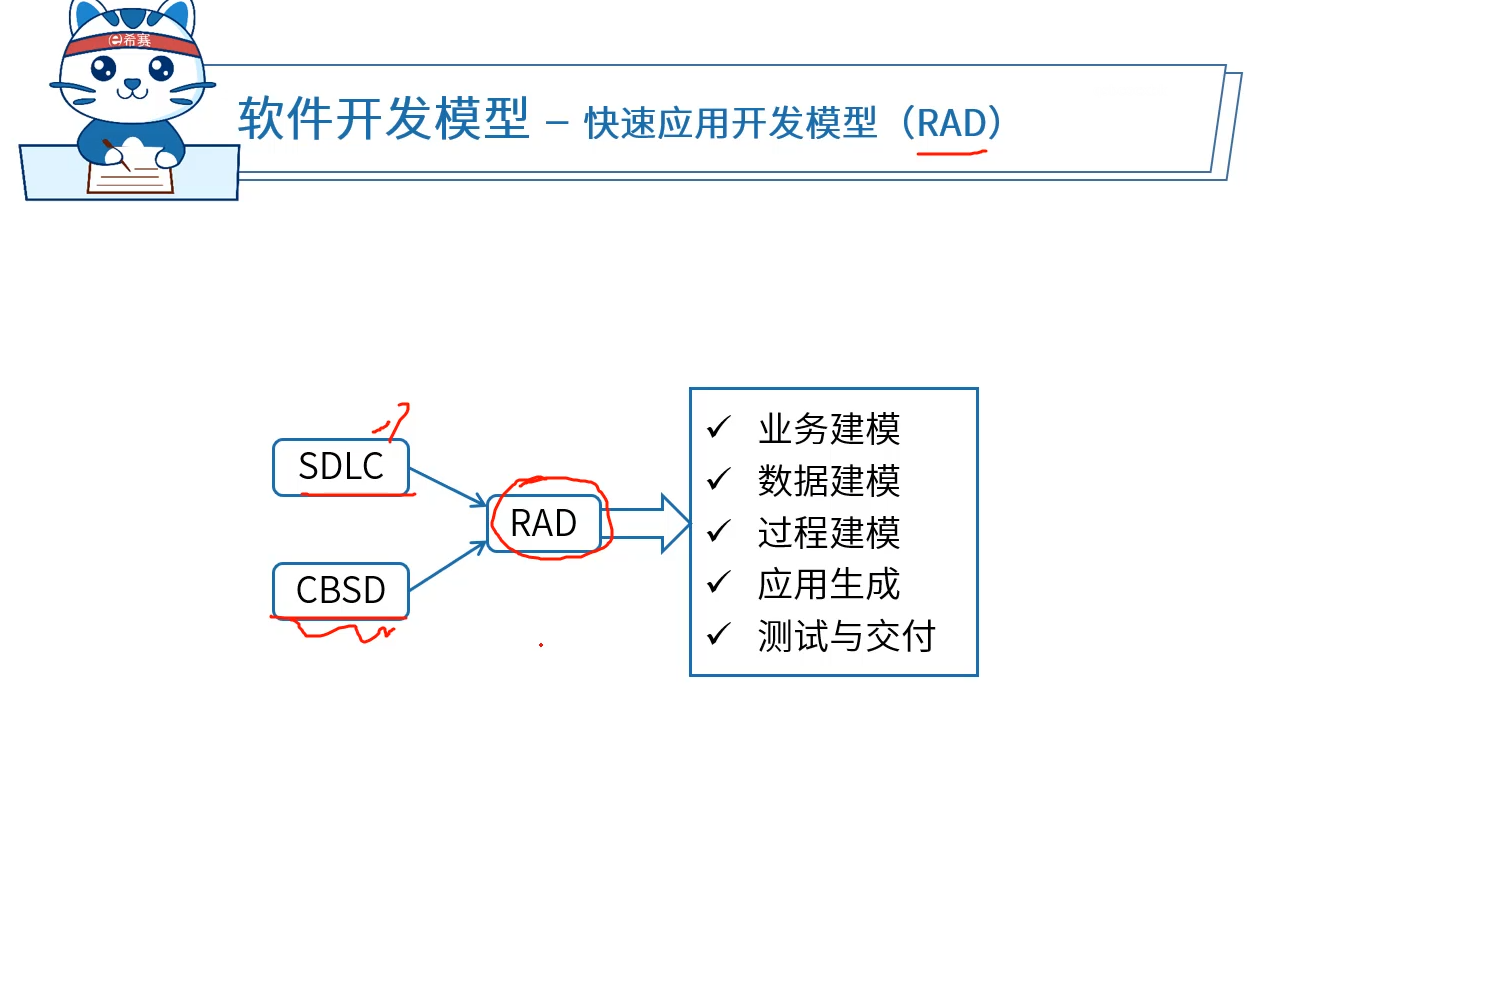 e希赛
软件开发模型 – 快速应用开发模型（RAD）
SDLC
CBSD
RAD
✓ 业务建模
✓ 数据建模
✓ 过程建模
✓ 应用生成
✓ 测试与交付